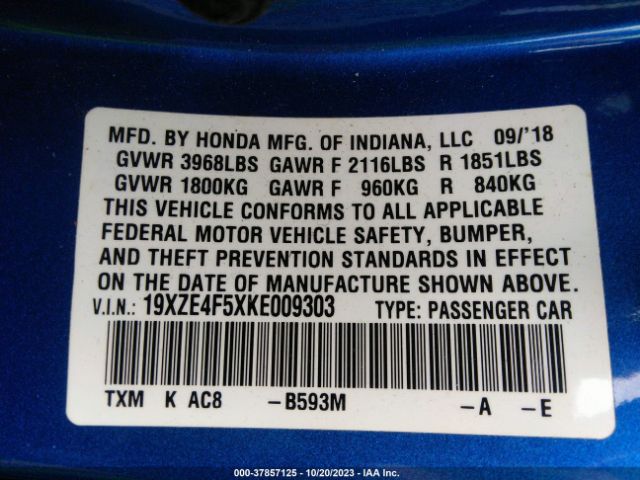 MFD. BY HONDA MFG. OF INDIANA, LLC 09/'18
GVWR 3968LBS GAWR F 2116LBS R 1851LBS
GVWR 1800KG GAWR F 960KG R 840KG
THIS VEHICLE CONFORMS TO ALL APPLICABLE
FEDERAL MOTOR VEHICLE SAFETY, BUMPER,
AND THEFT PREVENTION STANDARDS IN EFFECT
ON THE DATE OF MANUFACTURE SHOWN ABOVE.
V.I.N.: 19XZE4F5XKE009303 TYPE: PASSENGER CAR
TXM K AC8 -B593M -A -E
000-37857125 - 10/20/2023 - IAA Inc.